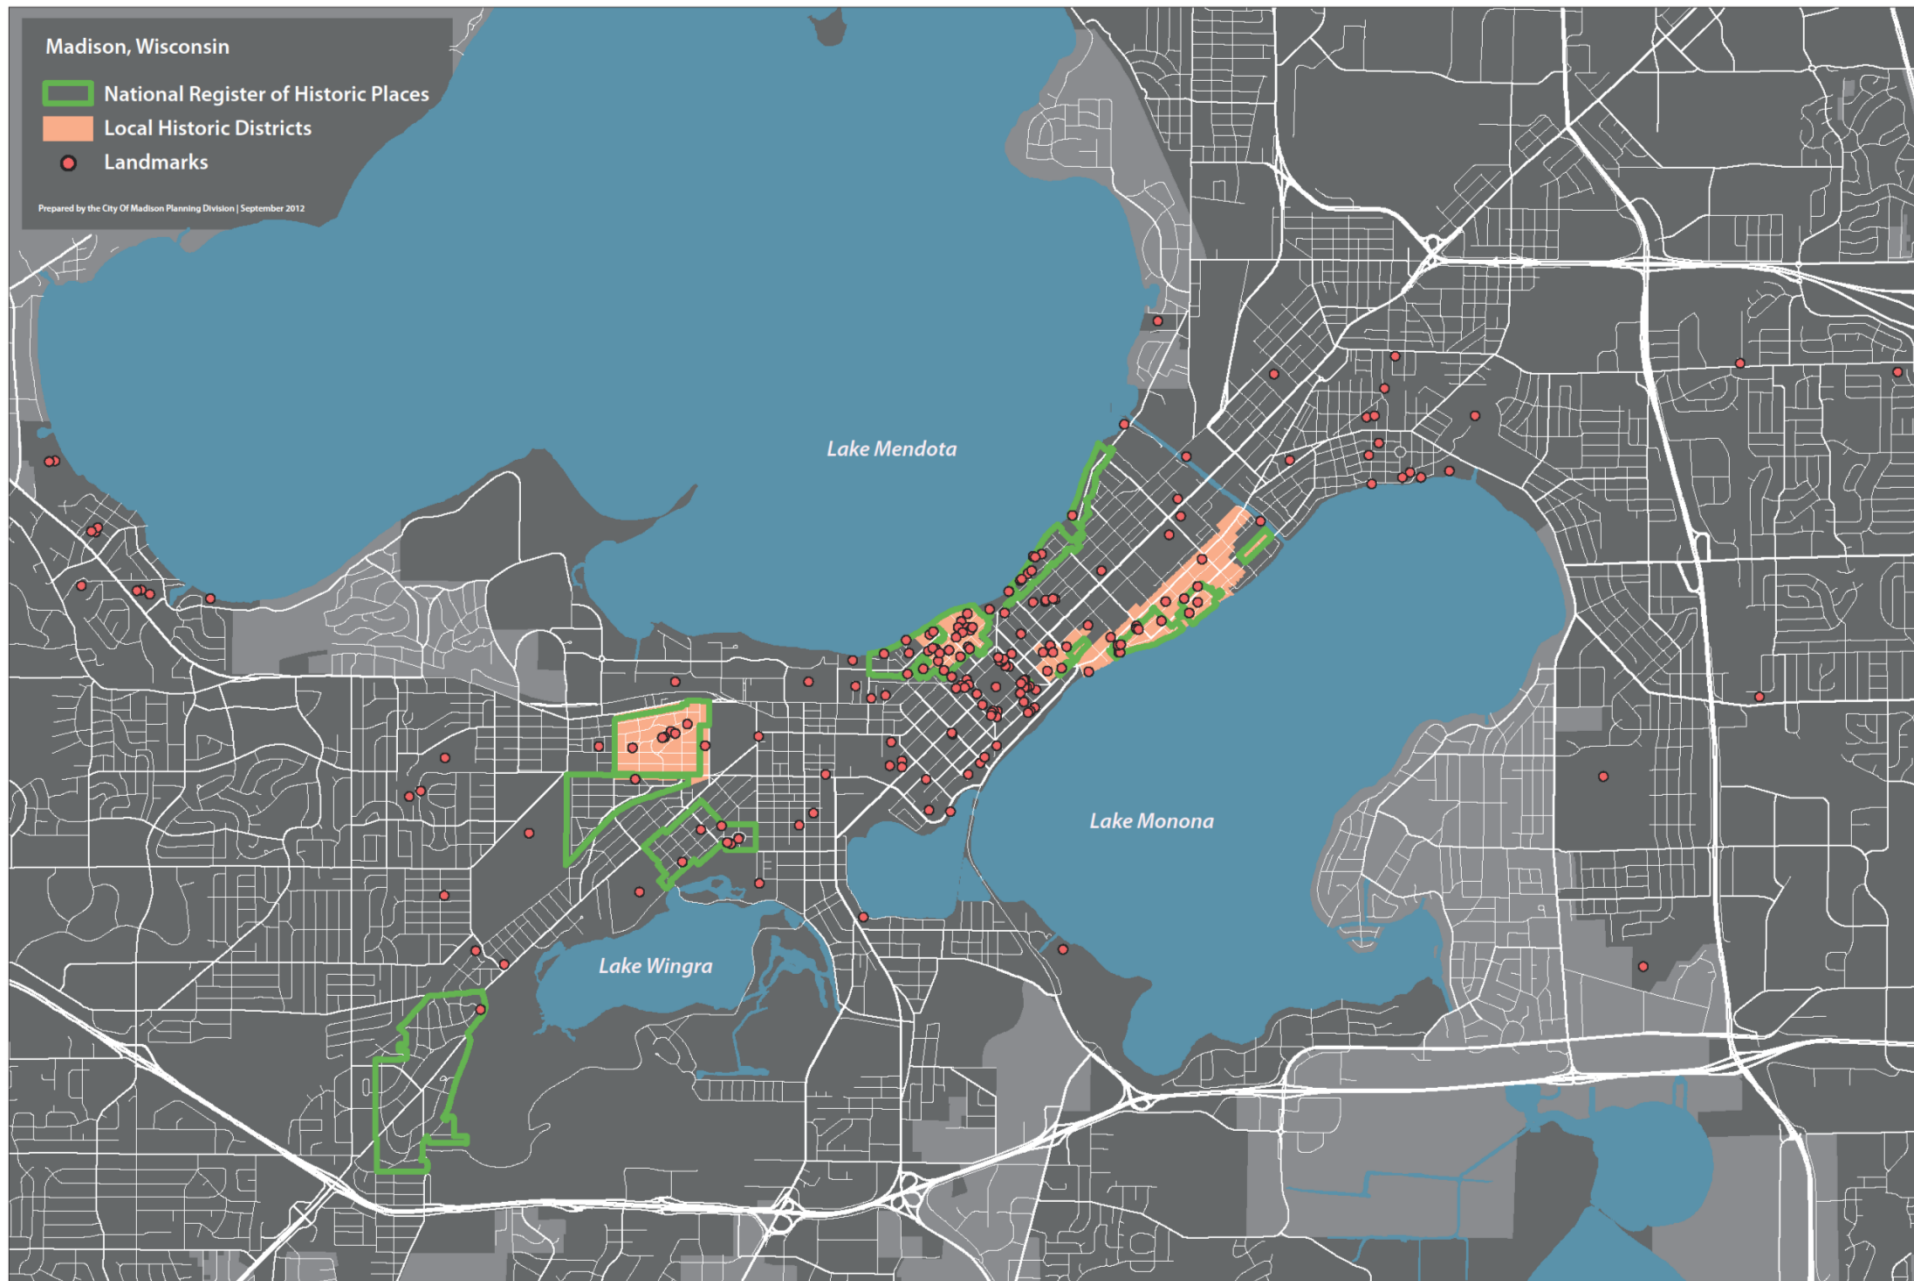 Madison, Wisconsin
National Register of Historic Places
Local Historic Districts
Landmarks
Prepared by the City Of Madison Planning Division | September 2012
Lake Mendota
Lake Monona
Lake Wingra